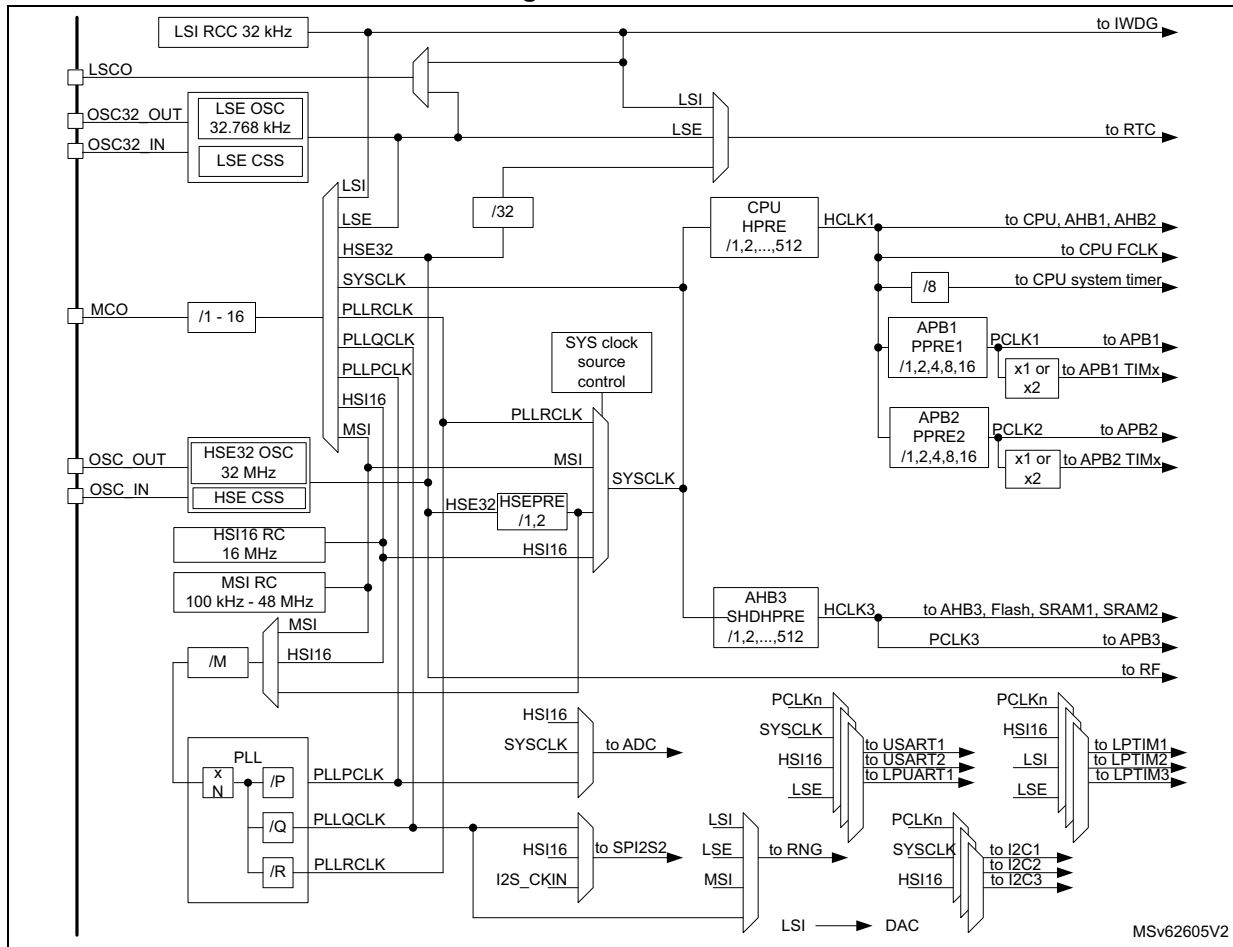 LSI RCC 32 kHz
to IWDG
LSCO
OSC32_OUT
LSE OSC
32.768 kHz
LSI
LSE
to RTC
OSC32_IN
LSE CSS
LSI
LSE
/32
CPU
HPRE
/1,2,...,512
HCLK1
to CPU, AHB1, AHB2
HSE32
to CPU FCLK
SYSCLK
/8
to CPU system timer
MCO
/1 - 16
PLLRCLK
APB1
PPRE1
/1,2,4,8,16
PCLK1
to APB1
PLLQCLK
SYS clock
source
control
x1 or
x2
to APB1 TIMx
PLLPCLK
HSI16
PLLRCLK
APB2
PPRE2
/1,2,4,8,16
PCLK2
to APB2
MSI
x1 or
x2
to APB2 TIMx
OSC_OUT
HSE32 OSC
32 MHz
MSI
SYSCLK
OSC_IN
HSE CSS
HSE32
HSEPRE
/1,2
HSI16 RC
16 MHz
HSI16
MSI RC
100 kHz - 48 MHz
AHB3
SHDHPRE
/1,2,...,512
HCLK3
to AHB3, Flash, SRAM1, SRAM2
MSI
PCLK3
to APB3
/M
HSI16
to RF
HSI16
SYSCLK
to ADC
PCLKn
SYSCLK
HSI16
LSE
to USART1
to USART2
to LPUART1
PCLKn
HSI16
LSI
LSE
to LPTIM1
to LPTIM2
to LPTIM3
PLL
x
N
/P
PLLPCLK
/Q
PLLQCLK
/R
PLLRCLK
HSI16
I2S_CKIN
to SPI2S2
LSI
LSE
MSI
to RNG
PCLKn
SYSCLK
HSI16
to I2C1
to I2C2
to I2C3
LSI
DAC
MSv62605V2